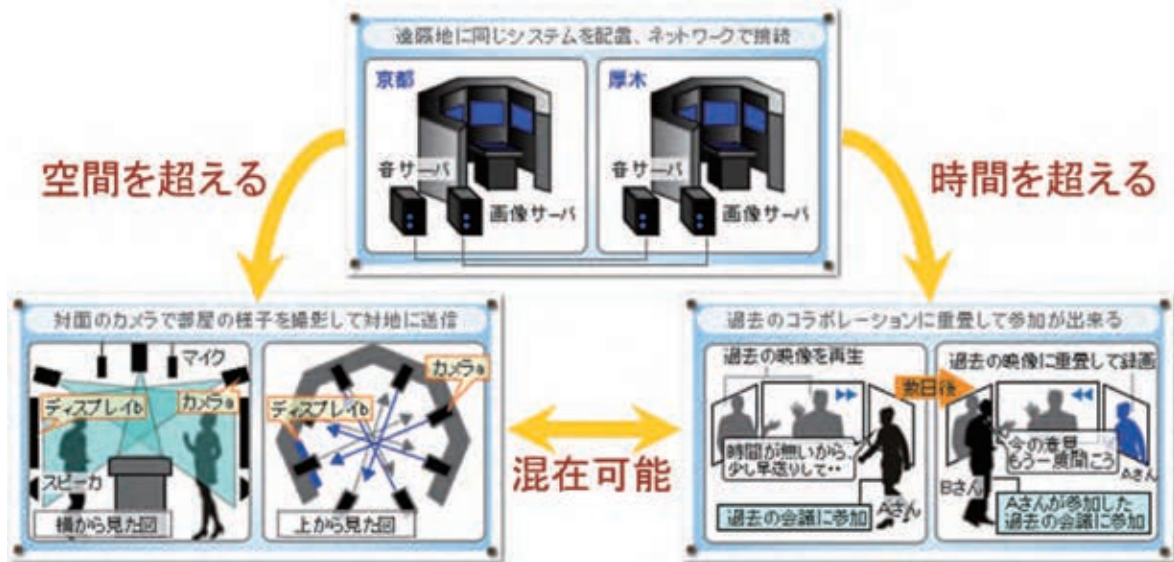 遠隔地に同じシステムを配置、ネットワークで接続
京都
厚木
音サーバ
画像サーバ
音サーバ
画像サーバ
空間を超える
時間を超える
対面のカメラで部屋の様子を撮影して対地に送信
マイク
カメラa
ディスプレイb
スピーカ
横から見た図
カメラa
ディスプレイb
上から見た図
混在可能
過去のコラボレーションに重畳して参加が出来る
過去の映像を再生
時間が無いから、
少し早送りして・・
Aさん
過去の会議に参加
数日後
過去の映像に重畳して録画
今の意見、
もう一度聞こう
Aさん
Bさん
Aさんが参加した
過去の会議に参加